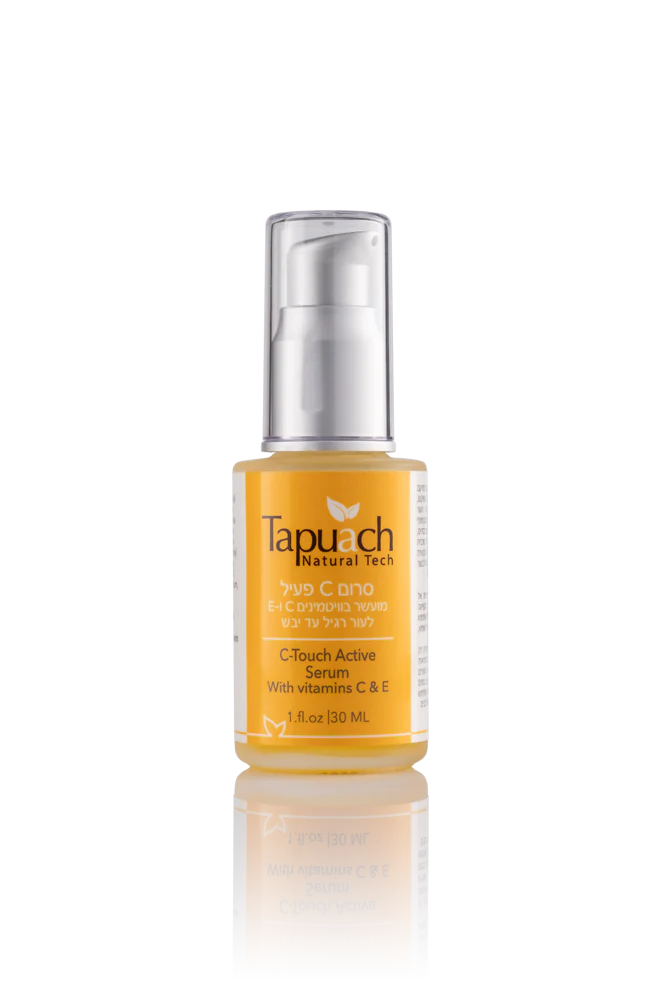 Tapuach
Natural Tech
סרום C פעיל
מועשר בוויטמינים C ו-E
לעור רגיל עד יבש
C-Touch Active
Serum
With vitamins C & E
1.fl.oz |30 ML